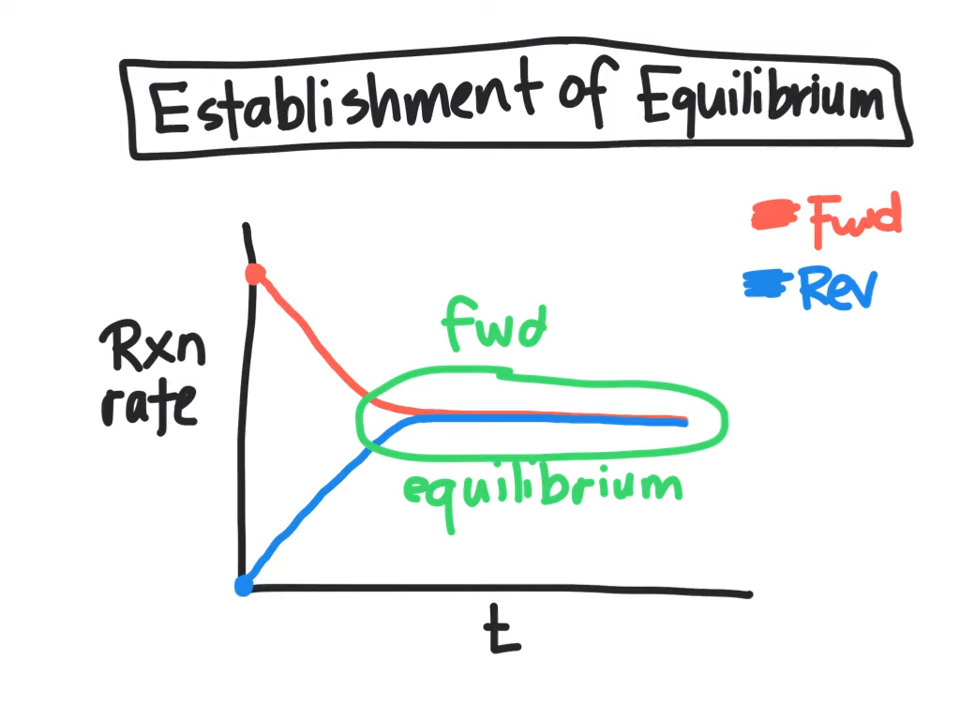 Establishment of Equilibrium
Fwd
Rev
fwd
Rxn
rate
equilibrium
t